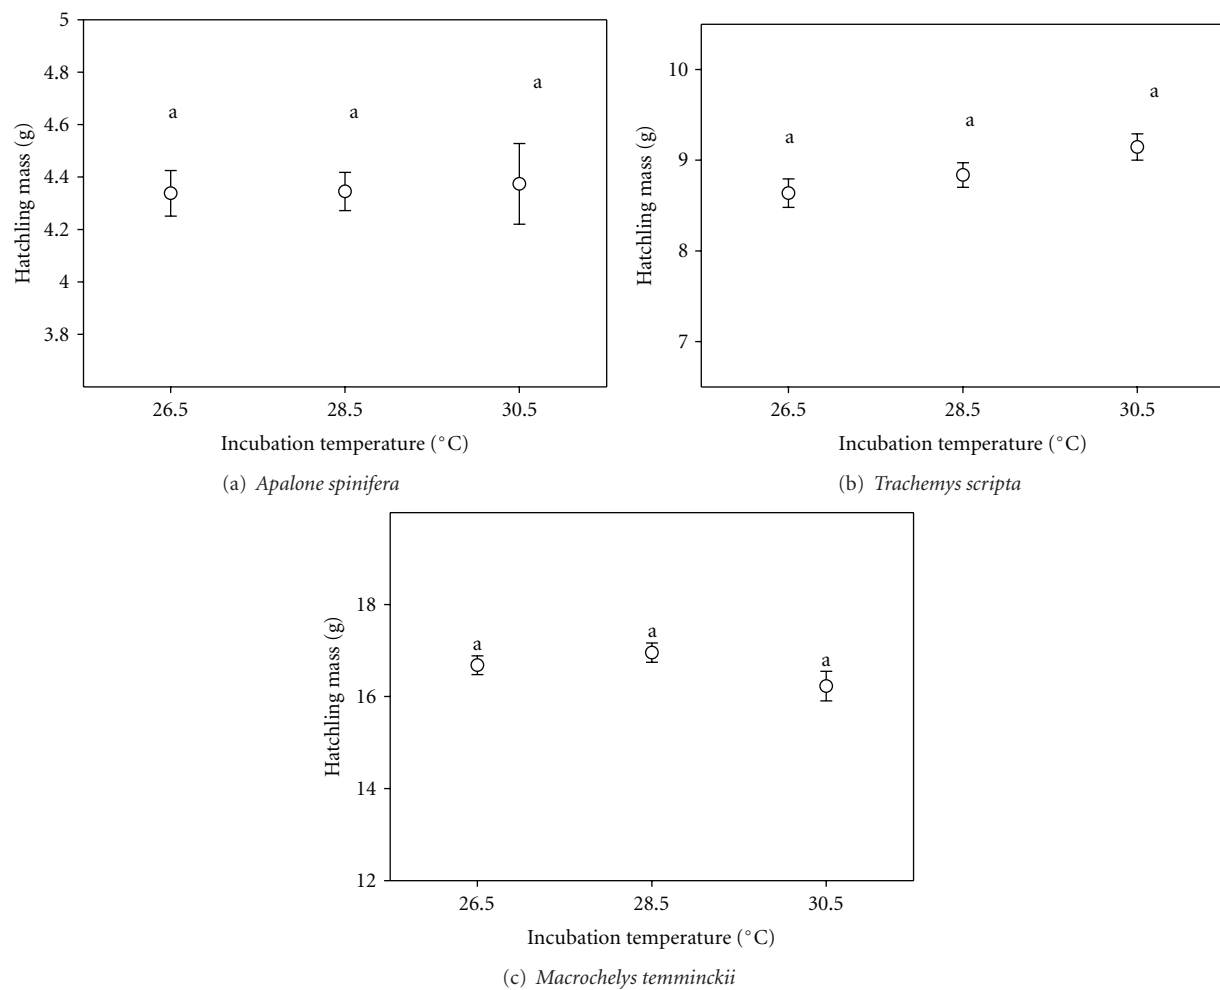 5
4.8
4.6
4.4
4.2
4
3.8
Hatchling mass (g)
a
a
a
26.5
28.5
30.5
Incubation temperature (°C)
(a) Apalone spinifera
10
9
8
7
Hatchling mass (g)
a
a
a
26.5
28.5
30.5
Incubation temperature (°C)
(b) Trachemys scripta
18
16
14
12
Hatchling mass (g)
a
a
a
26.5
28.5
30.5
Incubation temperature (°C)
(c) Macrochelys temminckii